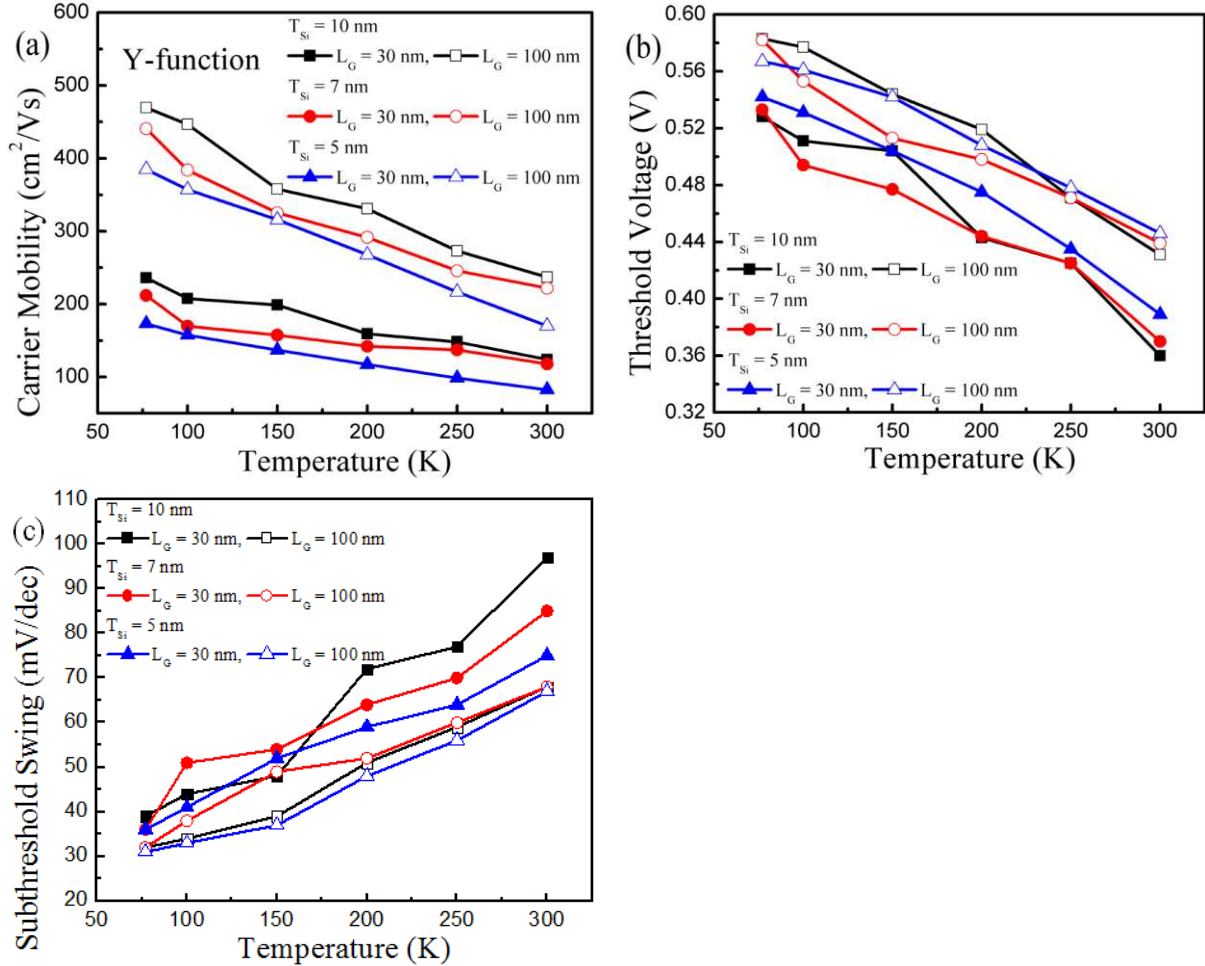 (a)
Y-function
T_Si = 10 nm
L_G = 30 nm, L_G = 100 nm
T_Si = 7 nm
L_G = 30 nm, L_G = 100 nm
T_Si = 5 nm
L_G = 30 nm, L_G = 100 nm
Carrier Mobility (cm²/Vs)
600
500
400
300
200
100
50 100 150 200 250 300
Temperature (K)
(b)
Threshold Voltage (V)
0.60
0.56
0.52
0.48
0.44
0.40
0.36
0.32
T_Si = 10 nm
L_G = 30 nm, L_G = 100 nm
T_Si = 7 nm
L_G = 30 nm, L_G = 100 nm
T_Si = 5 nm
L_G = 30 nm, L_G = 100 nm
50 100 150 200 250 300
Temperature (K)
(c)
Subthreshold Swing (mV/dec)
110
100
90
80
70
60
50
40
30
20
T_Si = 10 nm
L_G = 30 nm, L_G = 100 nm
T_Si = 7 nm
L_G = 30 nm, L_G = 100 nm
T_Si = 5 nm
L_G = 30 nm, L_G = 100 nm
50 100 150 200 250 300
Temperature (K)